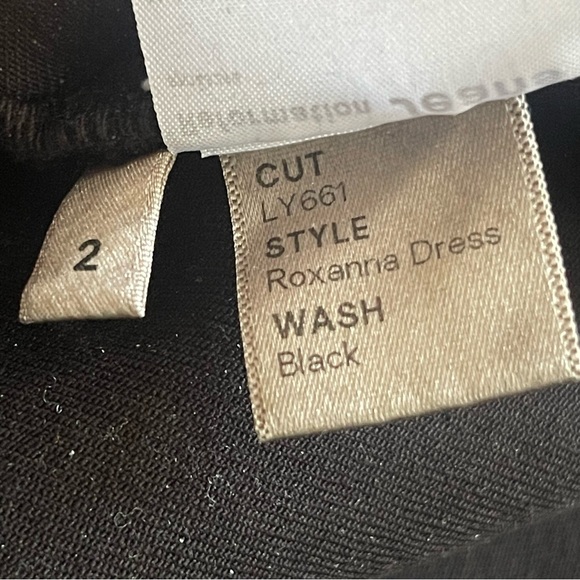 2
CUT
LY661
STYLE
Roxanna Dress
WASH
Black